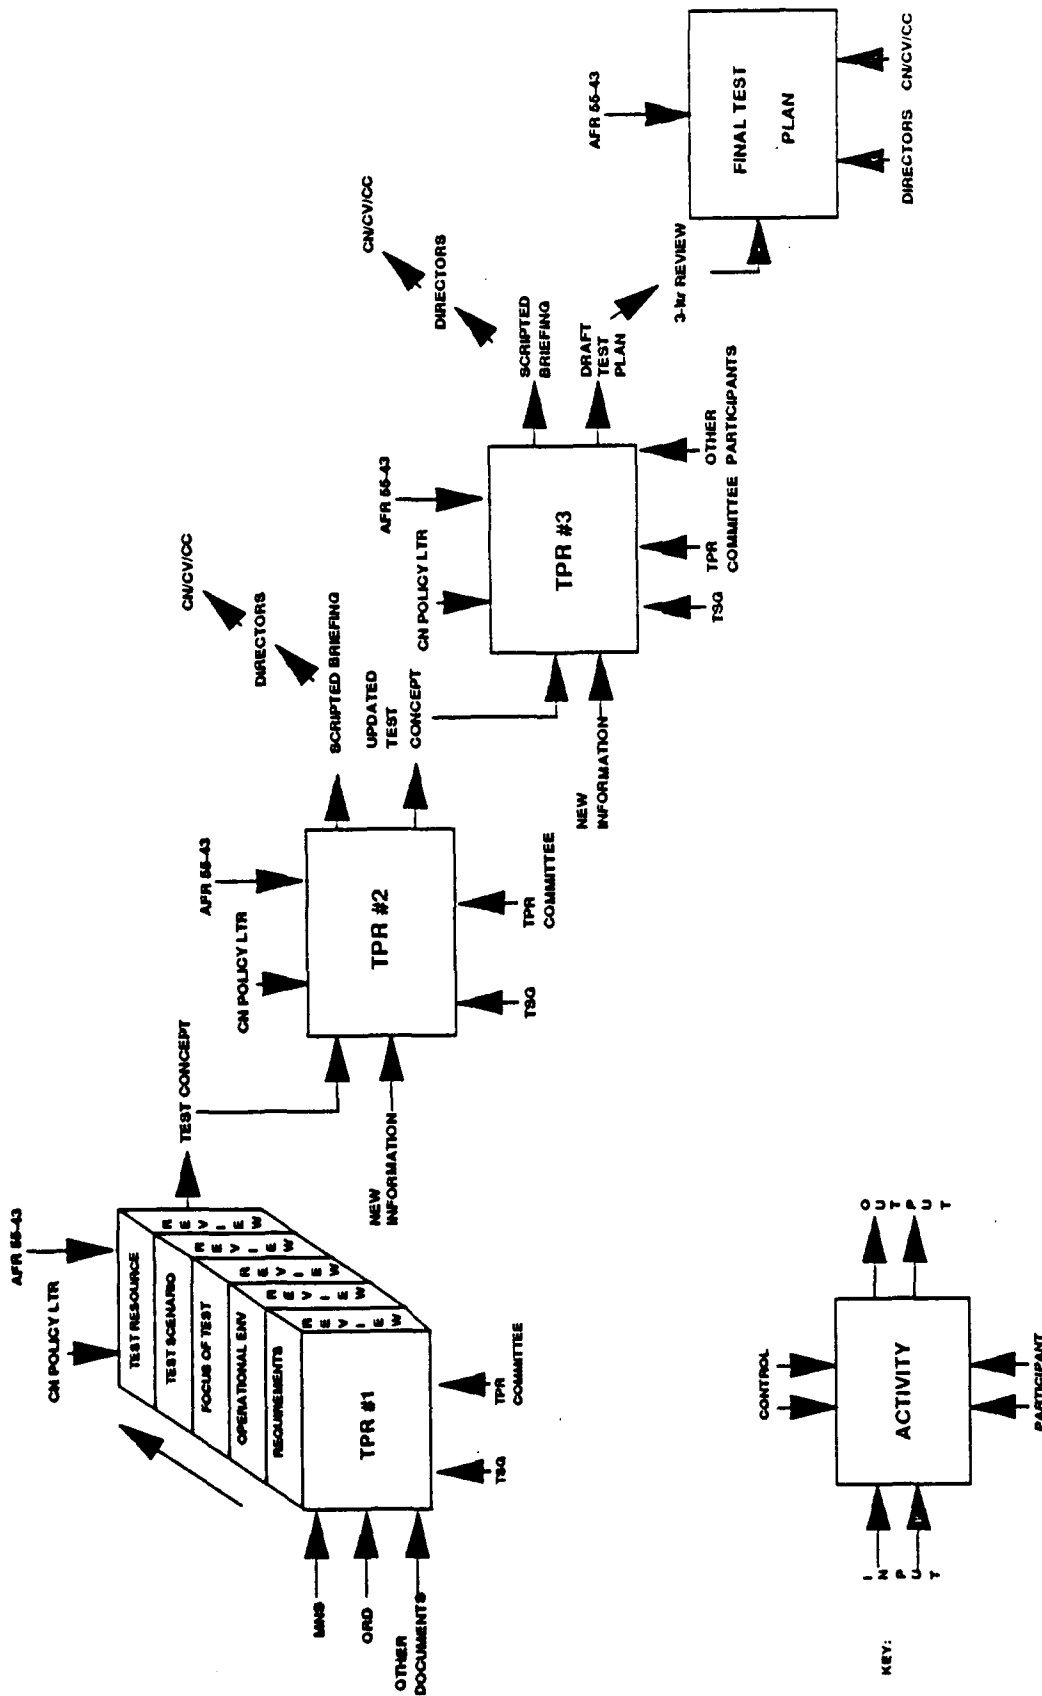 AFR 55-43
CN POLICY LTR
TEST RESOURCE
TEST SCENARIO
FOCUS OF TEST
OPERATIONAL ENV
REQUIREMENTS
REVIEW
REVIEW
REVIEW
REVIEW
REVIEW
TPR #1
MNS
ORD
OTHER
DOCUMENTS
TSG
TPR
COMMITTEE
TEST CONCEPT
NEW
INFORMATION
CN POLICY LTR
AFR 55-43
TPR #2
TSG
TPR
COMMITTEE
CN/CV/CC
DIRECTORS
SCRIPTED BRIEFING
UPDATED
TEST
CONCEPT
NEW
INFORMATION
CN POLICY LTR
AFR 55-43
TPR #3
TSG
TPR
COMMITTEE
OTHER
PARTICIPANTS
CN/CV/CC
DIRECTORS
SCRIPTED
BRIEFING
DRAFT
TEST
PLAN
3-ltr REVIEW
AFR 55-43
FINAL TEST
PLAN
DIRECTORS
CN/CV/CC
KEY:
INPUT
CONTROL
ACTIVITY
PARTICIPANT
OUTPUT